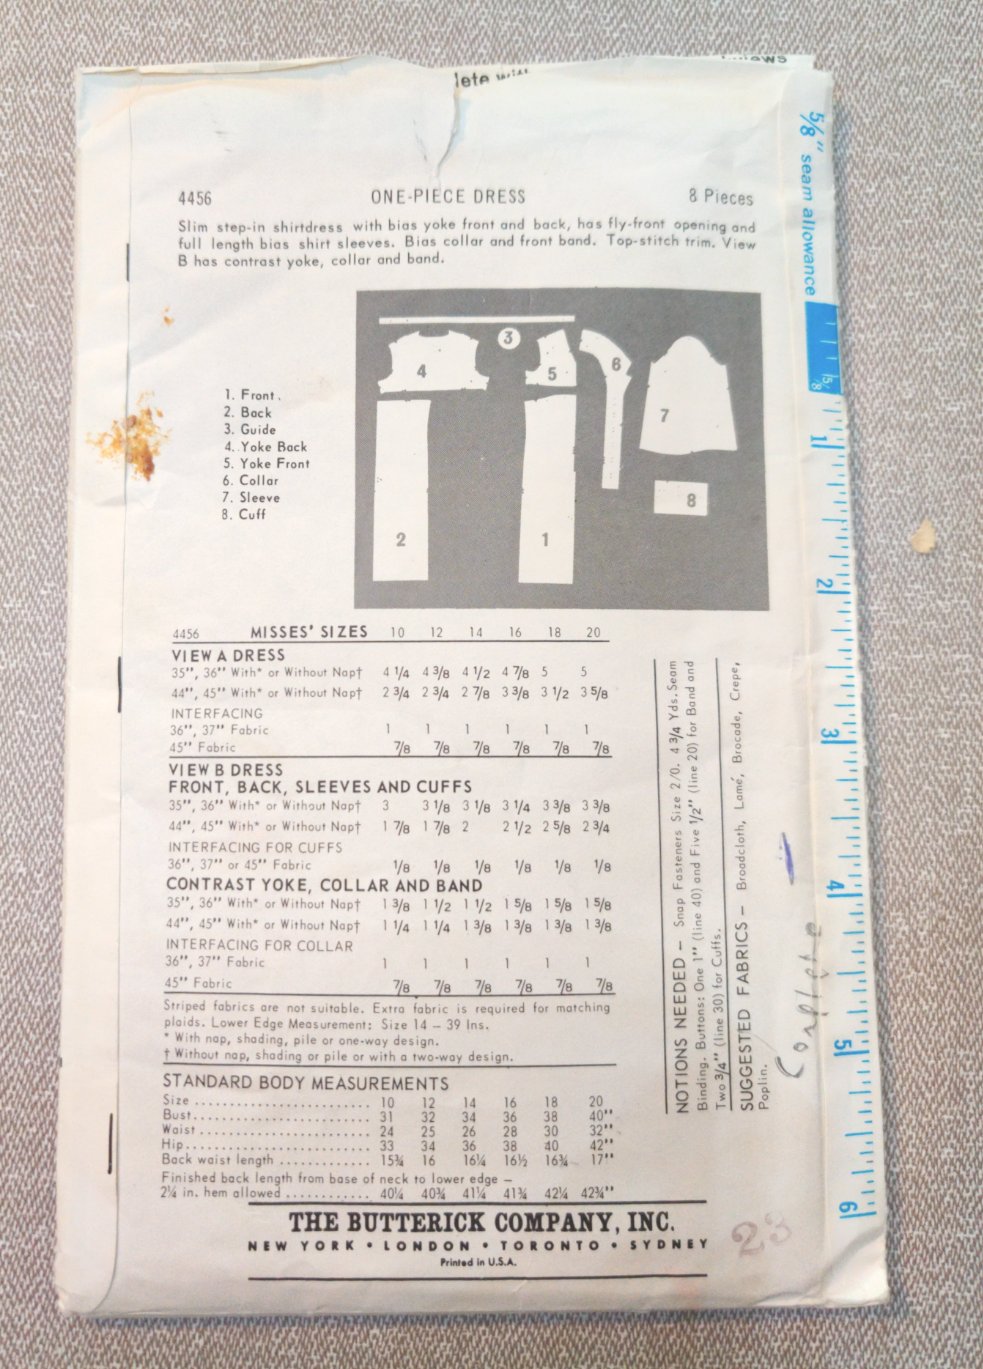 lete with
5/8" seam allowance
4456 ONE-PIECE DRESS 8 Pieces
Slim step-in shirtdress with bias yoke front and back, has fly-front opening and
full length bias shirt sleeves. Bias collar and front band. Top-stitch trim. View
B has contrast yoke, collar and band.
1. Front
2. Back
3. Guide
4. Yoke Back
5. Yoke Front
6. Collar
7. Sleeve
8. Cuff
3
4
5
6
7
8
2
1
5/8
1
2
3
4
5
6
4456 MISSES' SIZES 10 12 14 16 18 20
VIEW A DRESS
35", 36" With* or Without Nap† 4 1/4 4 3/8 4 1/2 4 7/8 5 5
44", 45" With* or Without Nap† 2 3/4 2 3/4 2 7/8 3 3/8 3 1/2 3 5/8
INTERFACING
36", 37" Fabric 1 1 1 1 1 1
45" Fabric 7/8 7/8 7/8 7/8 7/8 7/8
VIEW B DRESS
FRONT, BACK, SLEEVES AND CUFFS
35", 36" With* or Without Nap† 3 3 1/8 3 1/8 3 1/4 3 3/8 3 3/8
44", 45" With* or Without Nap† 1 7/8 1 7/8 2 2 1/2 2 5/8 2 3/4
INTERFACING FOR CUFFS
36", 37" or 45" Fabric 1/8 1/8 1/8 1/8 1/8 1/8
CONTRAST YOKE, COLLAR AND BAND
35", 36" With* or Without Nap† 1 3/8 1 1/2 1 1/2 1 5/8 1 5/8 1 5/8
44", 45" With* or Without Nap† 1 1/4 1 1/4 1 3/8 1 3/8 1 3/8 1 3/8
INTERFACING FOR COLLAR
36", 37" Fabric 1 1 1 1 1 1
45" Fabric 7/8 7/8 7/8 7/8 7/8 7/8
Striped fabrics are not suitable. Extra fabric is required for matching
plaids. Lower Edge Measurement: Size 14 – 39 Ins.
* With nap, shading, pile or one-way design.
† Without nap, shading or pile or with a two-way design.
STANDARD BODY MEASUREMENTS
Size 10 12 14 16 18 20
Bust 31 32 34 36 38 40"
Waist 24 25 26 28 30 32"
Hip 33 34 36 38 40 42"
Back waist length 15¾ 16 16¼ 16½ 16¾ 17"
Finished back length from base of neck to lower edge –
2¼ in. hem allowed 40¼ 40¾ 41¼ 41¾ 42¼ 42¾"
NOTIONS NEEDED – Snap Fasteners Size 2/0. 4 3/4 Yds. Seam
Binding. Buttons: One 1" (line 40) and Five 1/2" (line 20) for Band and
Two 3/4" (line 30) for Cuffs.
SUGGESTED FABRICS – Broadcloth, Lamé, Brocade, Crepe,
Poplin.
Complete
THE BUTTERICK COMPANY, INC.
NEW YORK • LONDON • TORONTO • SYDNEY
Printed in U.S.A.
23